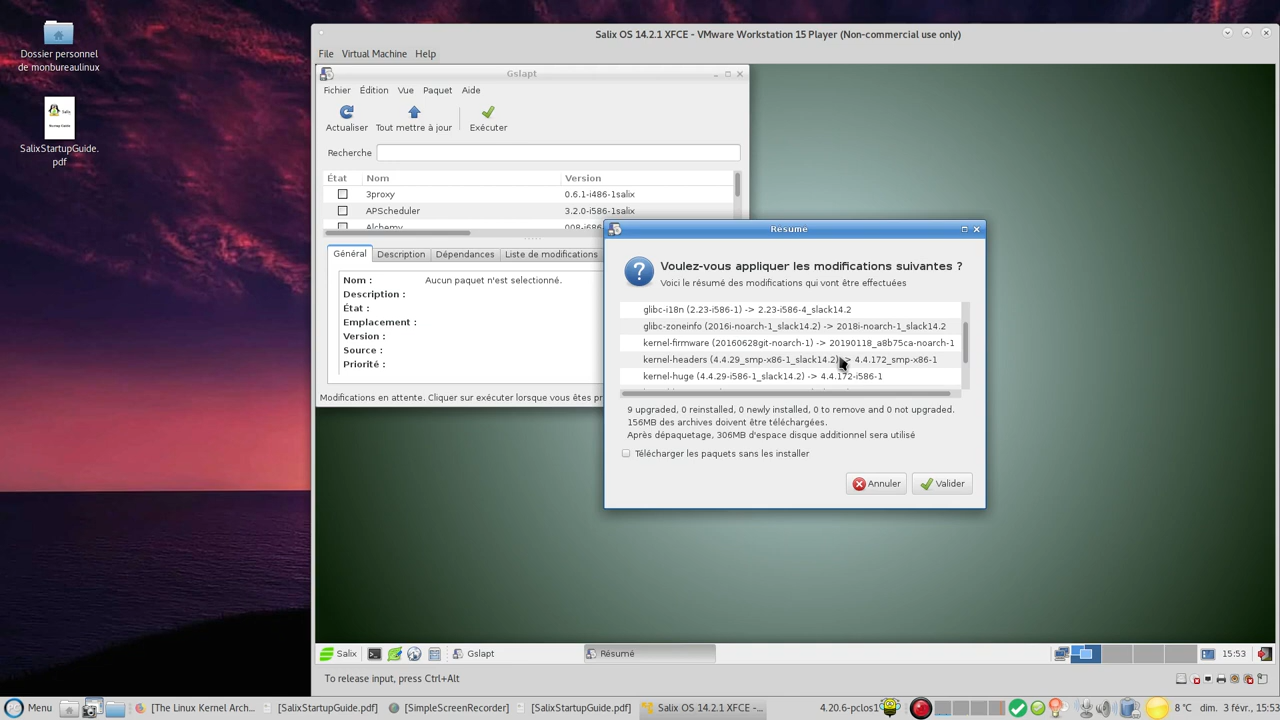 Dossier personnel
de monbureaulinux
SalixStartupGuide.
pdf
Salix OS 14.2.1 XFCE - VMware Workstation 15 Player (Non-commercial use only)
File Virtual Machine Help
Gslapt
Fichier Édition Vue Paquet Aide
Actualiser Tout mettre à jour Exécuter
Recherche
État Nom Version
3proxy 0.6.1-i486-1salix
APScheduler 3.2.0-i586-1salix
Alchemy
Général Description Dépendances Liste de modifications
Nom : Aucun paquet n'est selectionné.
Description :
État :
Emplacement :
Version :
Source :
Priorité :
Modifications en attente. Cliquer sur exécuter lorsque vous êtes pr
Résumé
Voulez-vous appliquer les modifications suivantes ?
Voici le résumé des modifications qui vont être effectuées
glibc-i18n (2.23-i586-1) -> 2.23-i586-4_slack14.2
glibc-zoneinfo (2016i-noarch-1_slack14.2) -> 2018i-noarch-1_slack14.2
kernel-firmware (20160628git-noarch-1) -> 20190118_a8b75ca-noarch-1
kernel-headers (4.4.29_smp-x86-1_slack14.2) -> 4.4.172_smp-x86-1
kernel-huge (4.4.29-i586-1_slack14.2) -> 4.4.172-i586-1
9 upgraded, 0 reinstalled, 0 newly installed, 0 to remove and 0 not upgraded.
156MB des archives doivent être téléchargées.
Après dépaquetage, 306MB d'espace disque additionnel sera utilisé
Télécharger les paquets sans les installer
Annuler Valider
Salix Gslapt Résumé 15:53
To release input, press Ctrl+Alt
Menu [The Linux Kernel Arch... [SalixStartupGuide.pdf] [SimpleScreenRecorder] [SalixStartupGuide.pdf] Salix OS 14.2.1 XFCE -... 4.20.6-pclos1 8 °C dim. 3 févr., 15:53